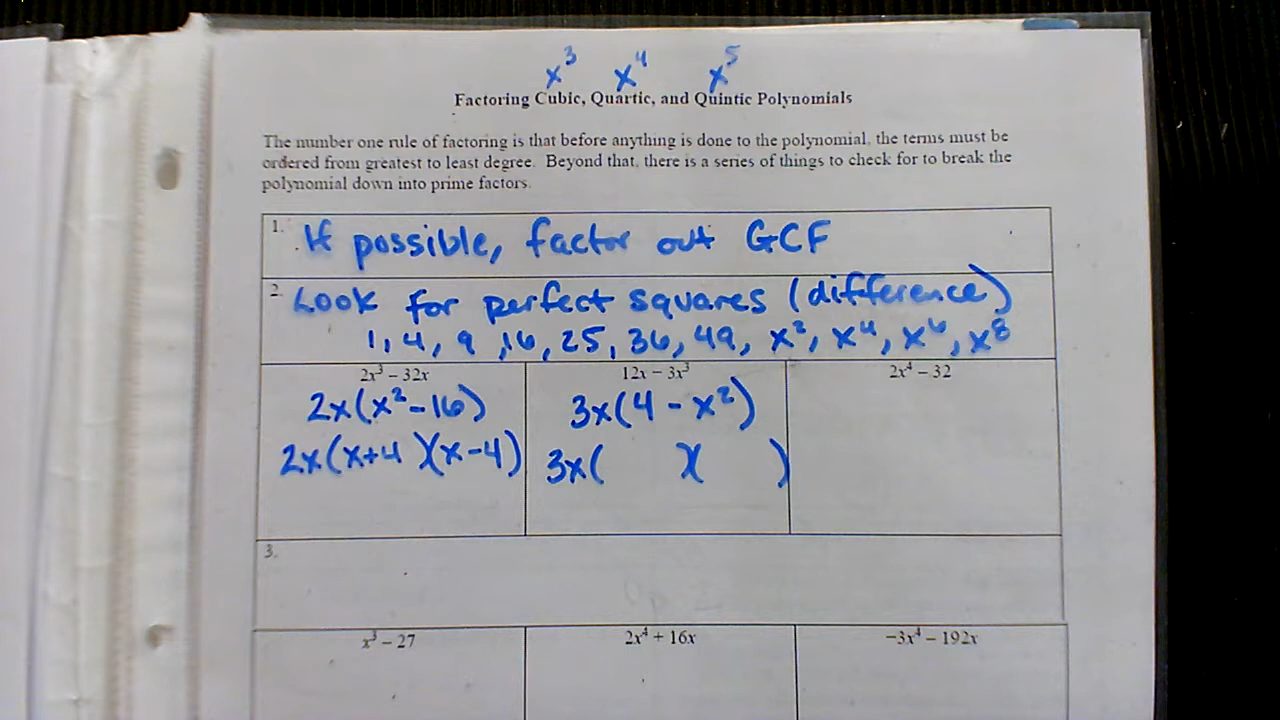 x³ x⁴ x⁵
Factoring Cubic, Quartic, and Quintic Polynomials
The number one rule of factoring is that before anything is done to the polynomial, the terms must be
ordered from greatest to least degree. Beyond that, there is a series of things to check for to break the
polynomial down into prime factors.
1. If possible, factor out GCF
2. Look for perfect squares (difference)
1, 4, 9, 16, 25, 36, 49, x², x⁴, x⁶, x⁸
2x³ – 32x 12x – 3x³ 2x⁴ – 32
2x(x²-16) 3x(4 - x²)
2x(x+4)(x-4) 3x( )( )
3.
x³ – 27 2x⁴ + 16x –3x⁴ – 192x